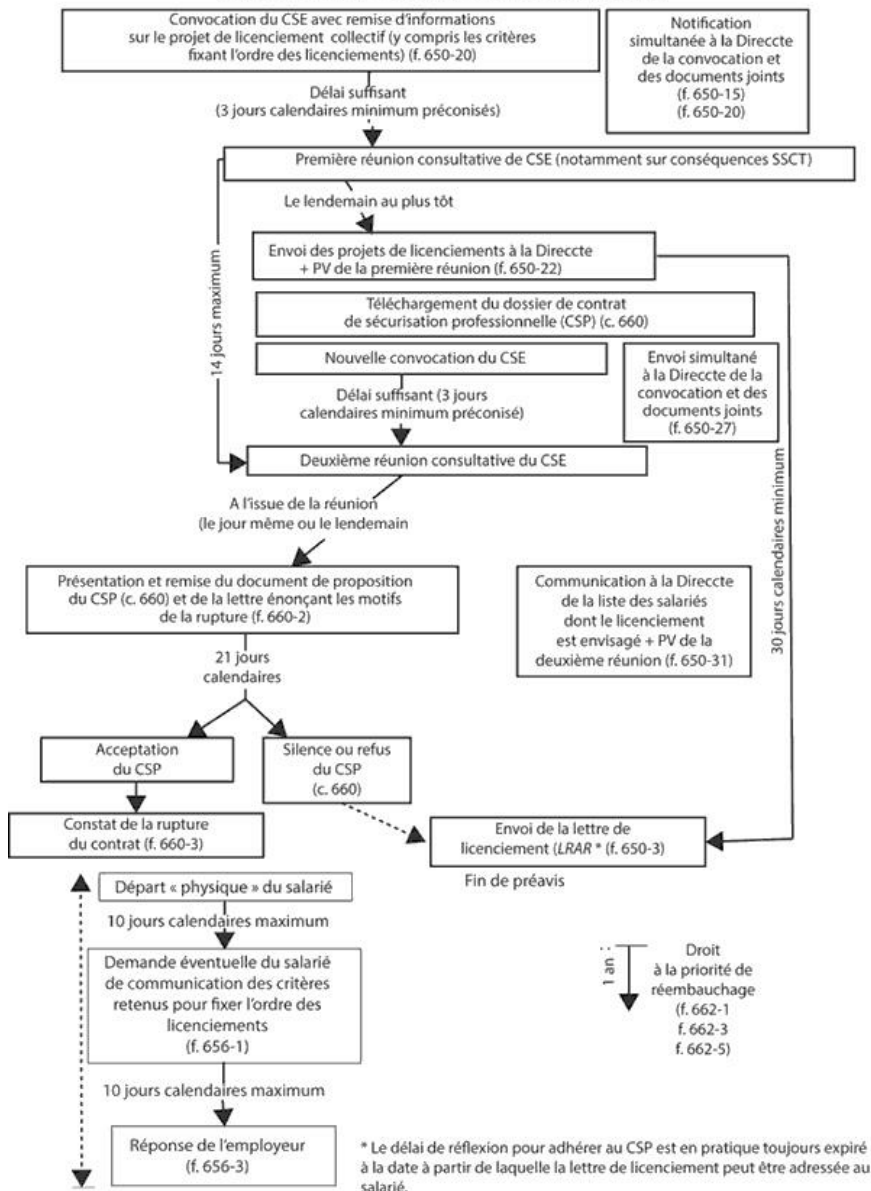 Convocation du CSE avec remise d'informations
sur le projet de licenciement collectif (y compris les critères
fixant l'ordre des licenciements) (f. 650-20)
Notification
simultanée à la Direccte
de la convocation et
des documents joints
(f. 650-15)
(f. 650-20)
Délai suffisant
(3 jours calendaires minimum préconisés)
Première réunion consultative de CSE (notamment sur conséquences SSCT)
Le lendemain au plus tôt
14 jours maximum
Envoi des projets de licenciements à la Direccte
+ PV de la première réunion (f. 650-22)
Téléchargement du dossier de contrat
de sécurisation professionnelle (CSP) (c. 660)
Nouvelle convocation du CSE
Envoi simultané
à la Direccte de la
convocation et des
documents joints
(f. 650-27)
Délai suffisant (3 jours
calendaires minimum préconisé)
Deuxième réunion consultative du CSE
30 jours calendaires minimum
A l'issue de la réunion
(le jour même ou le lendemain
Présentation et remise du document de proposition
du CSP (c. 660) et de la lettre énonçant les motifs
de la rupture (f. 660-2)
Communication à la Direccte
de la liste des salariés
dont le licenciement
est envisagé + PV de la
deuxième réunion (f. 650-31)
21 jours
calendaires
Acceptation
du CSP
Silence ou refus
du CSP
(c. 660)
Constat de la rupture
du contrat (f. 660-3)
Envoi de la lettre de
licenciement (LRAR * (f. 650-3)
Fin de préavis
Départ « physique » du salarié
10 jours calendaires maximum
Demande éventuelle du salarié
de communication des critères
retenus pour fixer l'ordre des
licenciements
(f. 656-1)
1 an :
Droit
à la priorité de
réembauchage
(f. 662-1
f. 662-3
f. 662-5)
10 jours calendaires maximum
Réponse de l'employeur
(f. 656-3)
* Le délai de réflexion pour adhérer au CSP est en pratique toujours expiré
à la date à partir de laquelle la lettre de licenciement peut être adressée au
salarié.